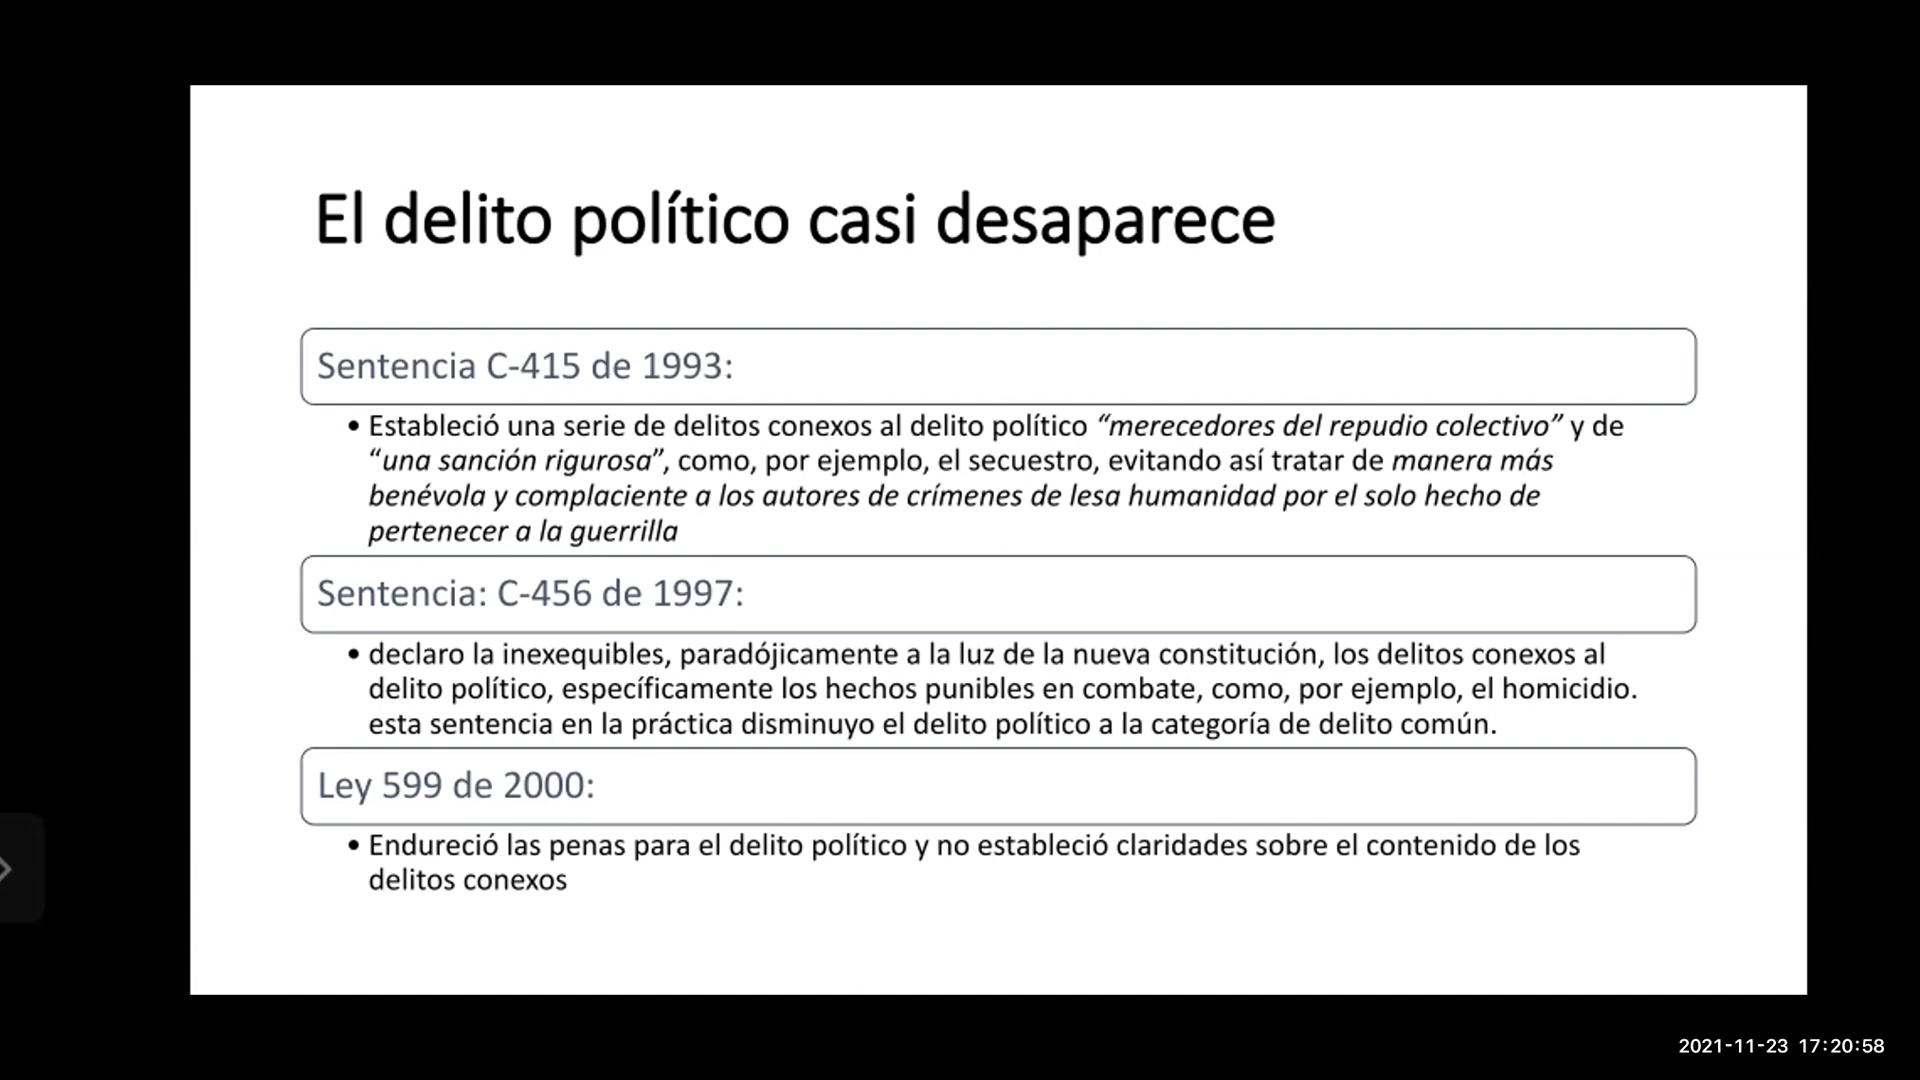 El delito político casi desaparece
Sentencia C-415 de 1993:
• Estableció una serie de delitos conexos al delito político “merecedores del repudio colectivo” y de
“una sanción rigurosa”, como, por ejemplo, el secuestro, evitando así tratar de manera más
benévola y complaciente a los autores de crímenes de lesa humanidad por el solo hecho de
pertenecer a la guerrilla
Sentencia: C-456 de 1997:
• declaro la inexequibles, paradójicamente a la luz de la nueva constitución, los delitos conexos al
delito político, específicamente los hechos punibles en combate, como, por ejemplo, el homicidio.
esta sentencia en la práctica disminuyo el delito político a la categoría de delito común.
Ley 599 de 2000:
• Endureció las penas para el delito político y no estableció claridades sobre el contenido de los
delitos conexos
2021-11-23 17:20:58